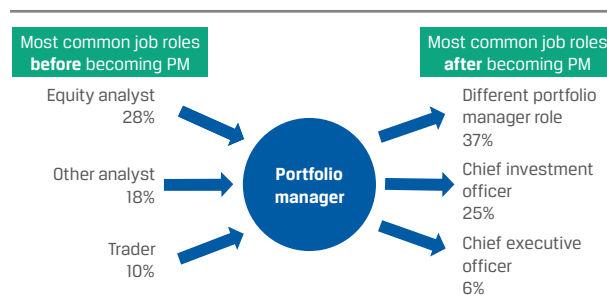 Most common job roles
before becoming PM
Equity analyst
28%
Other analyst
18%
Trader
10%
Portfolio
manager
Most common job roles
after becoming PM
Different portfolio
manager role
37%
Chief investment
officer
25%
Chief executive
officer
6%